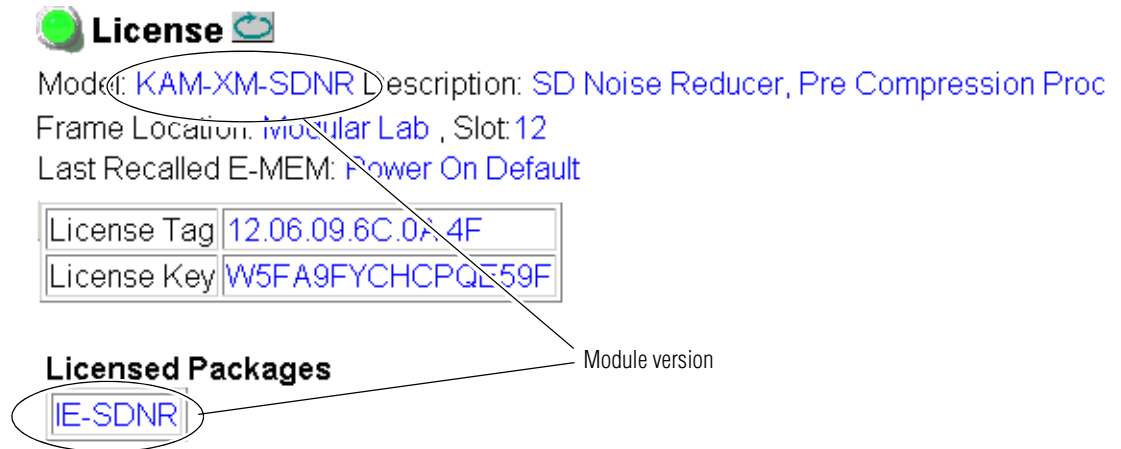 License
Model: KAM-XM-SDNR Description: SD Noise Reducer, Pre Compression Proc
Frame Location: Modular Lab , Slot:12
Last Recalled E-MEM: Power On Default
License Tag 12.06.09.6C.0A.4F
License Key W5FA9FYCHCPQE59F
Module version
Licensed Packages
IE-SDNR